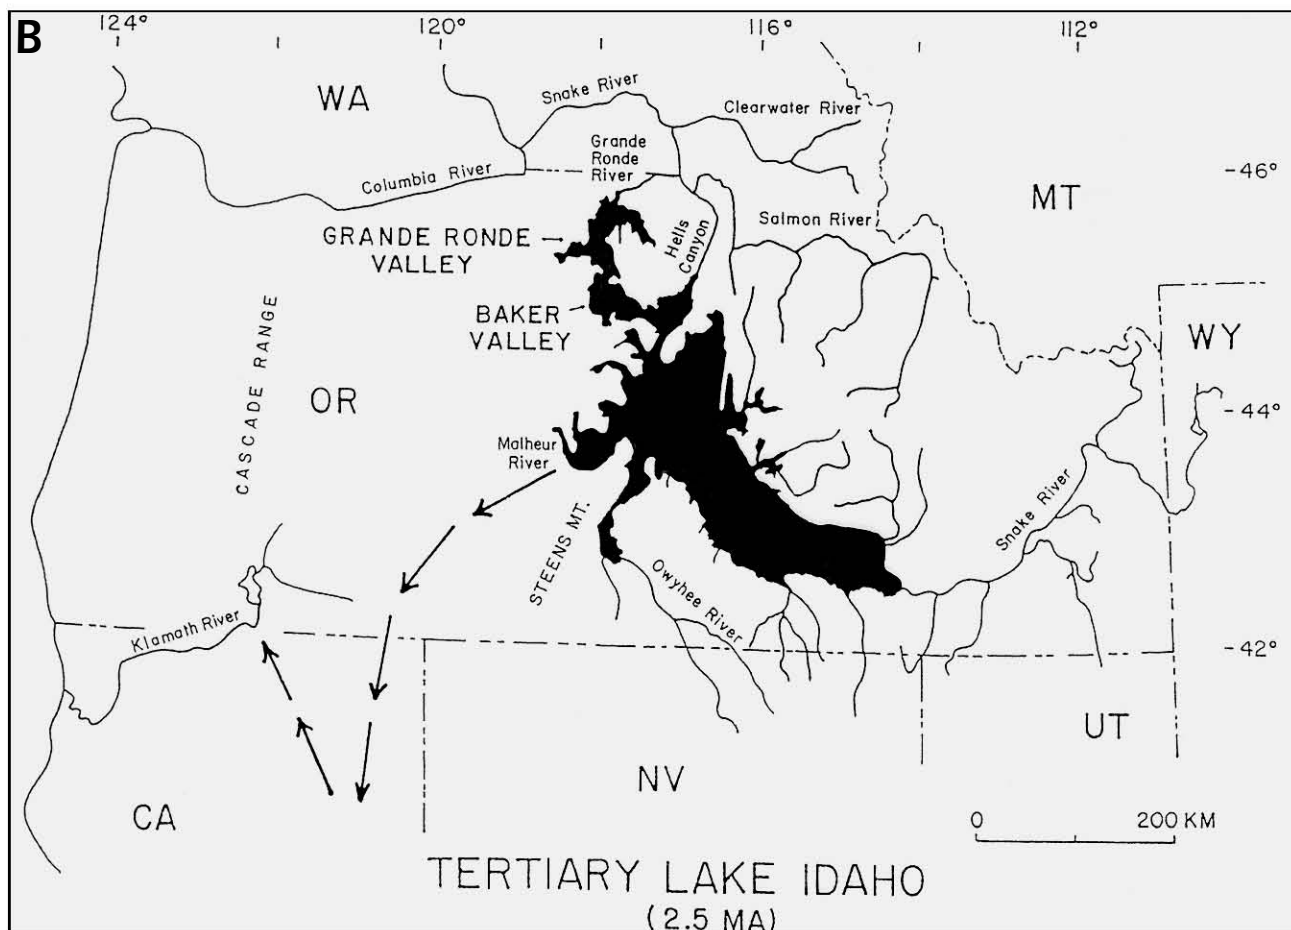 B
124°
120°
116°
112°
WA
Snake River
Clearwater River
Grande
Ronde
River
Columbia River
-46°
MT
Salmon River
Hells
Canyon
GRANDE RONDE
VALLEY
BAKER
VALLEY
WY
CASCADE RANGE
OR
-44°
Malheur
River
Snake River
STEENS MT.
Owyhee River
Klamath River
-42°
UT
NV
CA
0 200 KM
TERTIARY LAKE IDAHO
(2.5 MA)